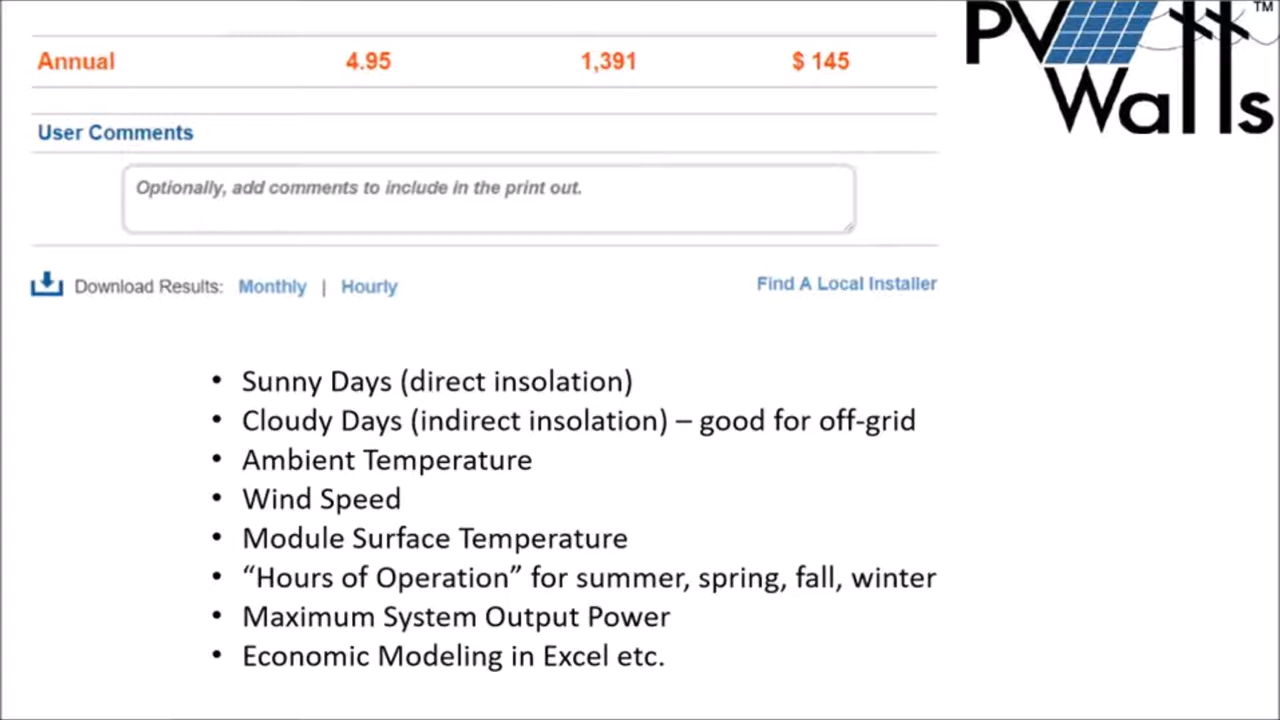 PV Watts™
Annual 4.95 1,391 $ 145
User Comments
Optionally, add comments to include in the print out.
Download Results: Monthly | Hourly Find A Local Installer
• Sunny Days (direct insolation)
• Cloudy Days (indirect insolation) – good for off-grid
• Ambient Temperature
• Wind Speed
• Module Surface Temperature
• “Hours of Operation” for summer, spring, fall, winter
• Maximum System Output Power
• Economic Modeling in Excel etc.